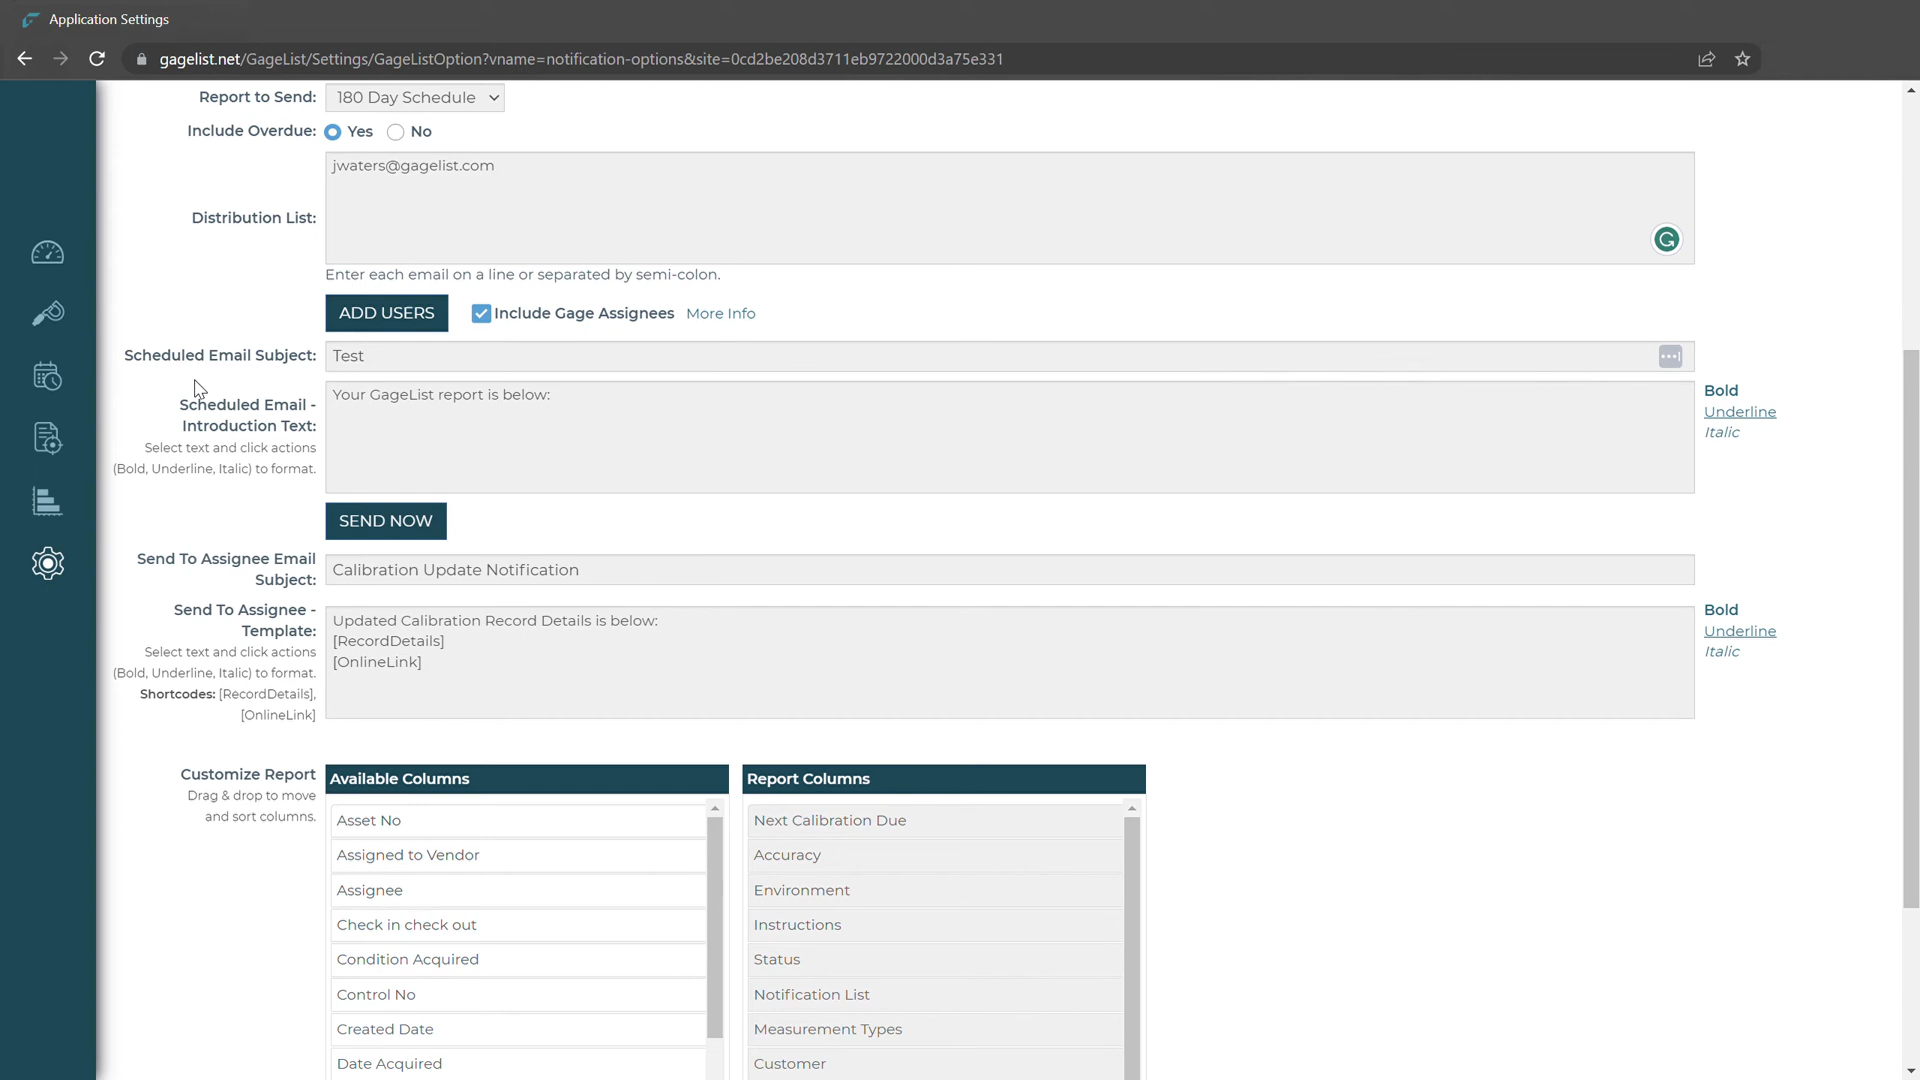 Application Settings
gagelist.net/GageList/Settings/GageListOption?vname=notification-options&site=0cd2be208d3711eb9722000d3a75e331
Report to Send: 180 Day Schedule
Include Overdue: Yes No
jwaters@gagelist.com
Distribution List:
Enter each email on a line or separated by semi-colon.
ADD USERS Include Gage Assignees More Info
Scheduled Email Subject: Test
Scheduled Email -
Introduction Text:
Select text and click actions
(Bold, Underline, Italic) to format.
Your GageList report is below:
Bold
Underline
Italic
SEND NOW
Send To Assignee Email
Subject:
Calibration Update Notification
Send To Assignee -
Template:
Select text and click actions
(Bold, Underline, Italic) to format.
Shortcodes: [RecordDetails],
[OnlineLink]
Updated Calibration Record Details is below:
[RecordDetails]
[OnlineLink]
Bold
Underline
Italic
Customize Report
Drag & drop to move
and sort columns.
Available Columns
Asset No
Assigned to Vendor
Assignee
Check in check out
Condition Acquired
Control No
Created Date
Date Acquired
Report Columns
Next Calibration Due
Accuracy
Environment
Instructions
Status
Notification List
Measurement Types
Customer